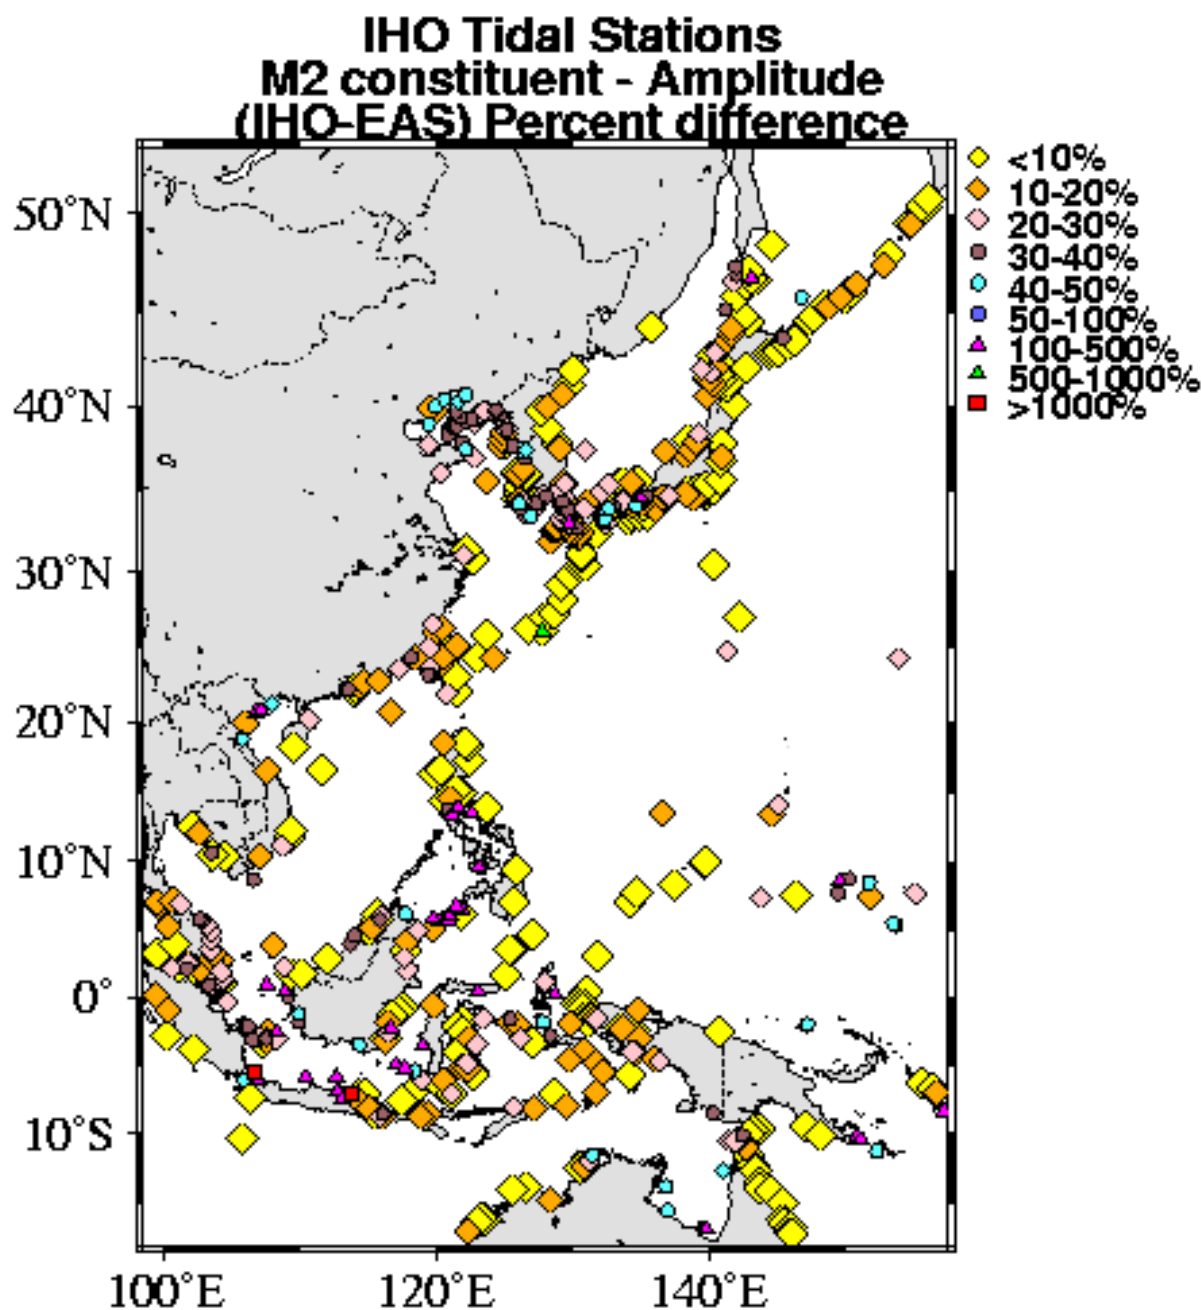 IHO Tidal Stations
M2 constituent - Amplitude
(IHO-EAS) Percent difference
<10%
10-20%
20-30%
30-40%
40-50%
50-100%
100-500%
500-1000%
>1000%
50°N
40°N
30°N
20°N
10°N
0°
10°S
100°E
120°E
140°E